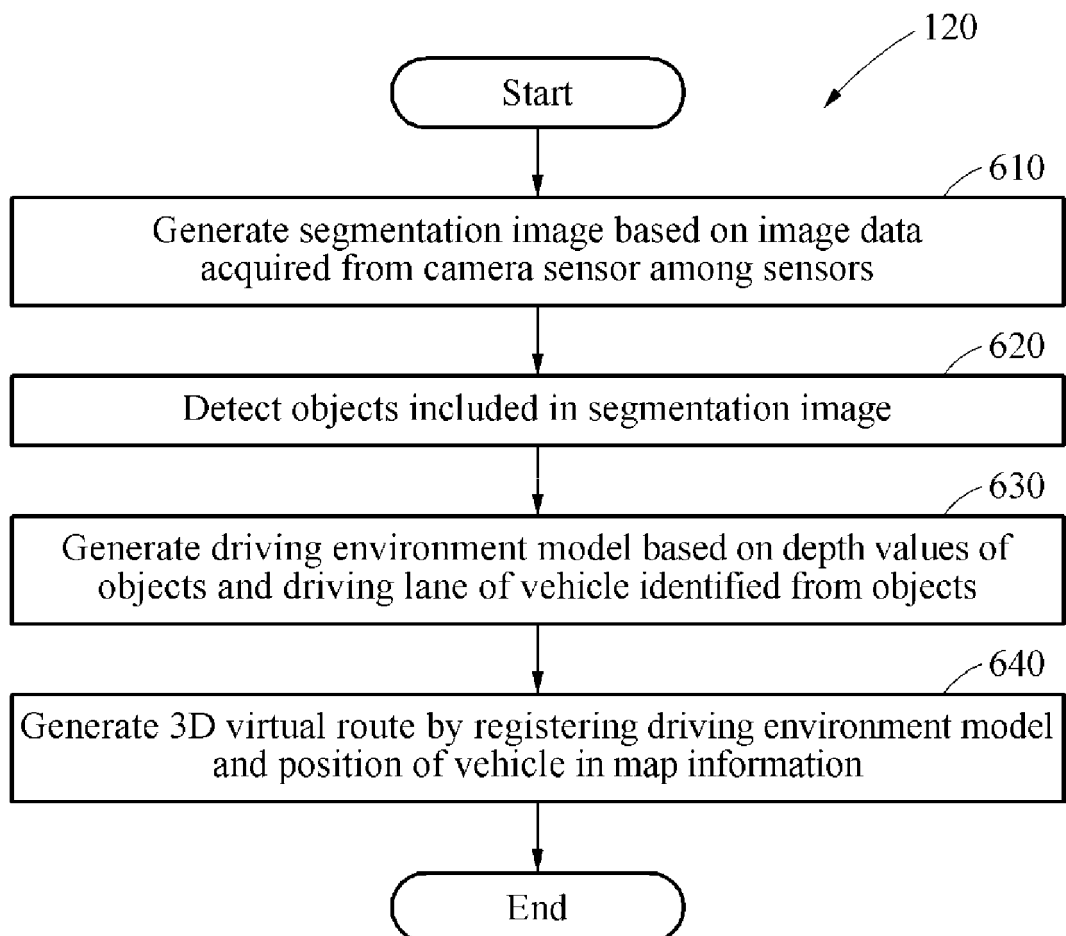 120
Start
610
Generate segmentation image based on image data
acquired from camera sensor among sensors
620
Detect objects included in segmentation image
630
Generate driving environment model based on depth values of
objects and driving lane of vehicle identified from objects
640
Generate 3D virtual route by registering driving environment model
and position of vehicle in map information
End